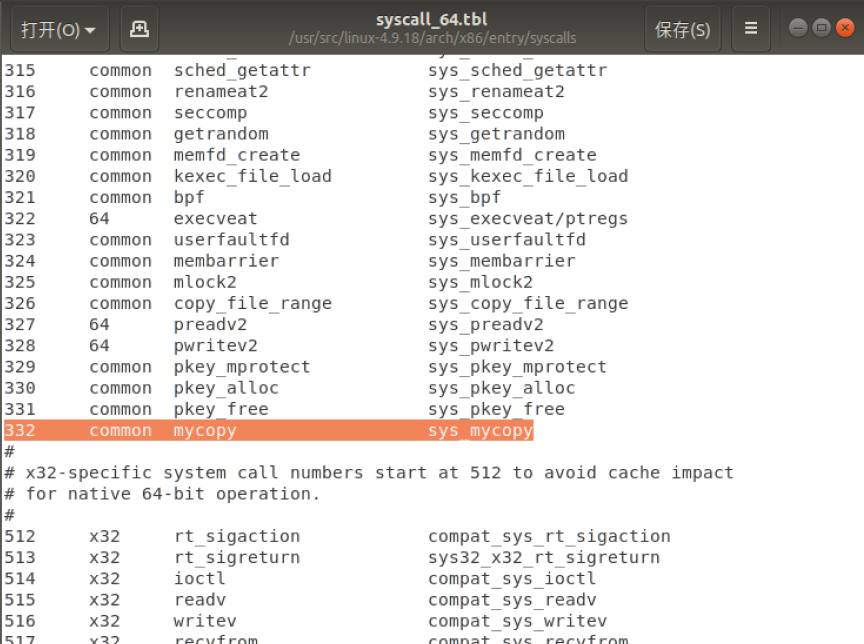 打开(O)
syscall_64.tbl
/usr/src/linux-4.9.18/arch/x86/entry/syscalls
保存(S)
315 common sched_getattr sys_sched_getattr
316 common renameat2 sys_renameat2
317 common seccomp sys_seccomp
318 common getrandom sys_getrandom
319 common memfd_create sys_memfd_create
320 common kexec_file_load sys_kexec_file_load
321 common bpf sys_bpf
322 64 execveat sys_execveat/ptregs
323 common userfaultfd sys_userfaultfd
324 common membarrier sys_membarrier
325 common mlock2 sys_mlock2
326 common copy_file_range sys_copy_file_range
327 64 preadv2 sys_preadv2
328 64 pwritev2 sys_pwritev2
329 common pkey_mprotect sys_pkey_mprotect
330 common pkey_alloc sys_pkey_alloc
331 common pkey_free sys_pkey_free
332 common mycopy sys_mycopy
#
# x32-specific system call numbers start at 512 to avoid cache impact
# for native 64-bit operation.
#
512 x32 rt_sigaction compat_sys_rt_sigaction
513 x32 rt_sigreturn sys32_x32_rt_sigreturn
514 x32 ioctl compat_sys_ioctl
515 x32 readv compat_sys_readv
516 x32 writev compat_sys_writev
517 x32 recvfrom compat_sys_recvfrom